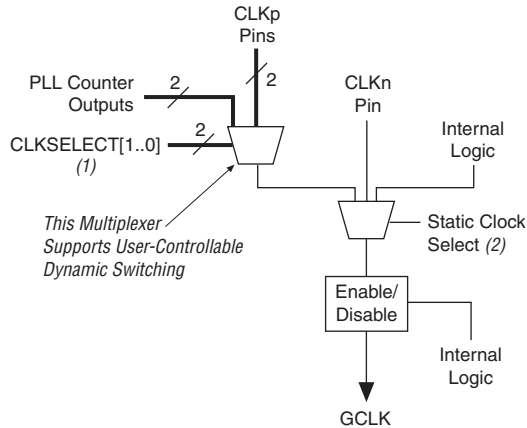 CLKp
Pins
2
PLL Counter
Outputs
2
CLKn
Pin
CLKSELECT[1..0]
(1)
2
Internal
Logic
This Multiplexer
Supports User-Controllable
Dynamic Switching
Static Clock
Select (2)
Enable/
Disable
Internal
Logic
GCLK